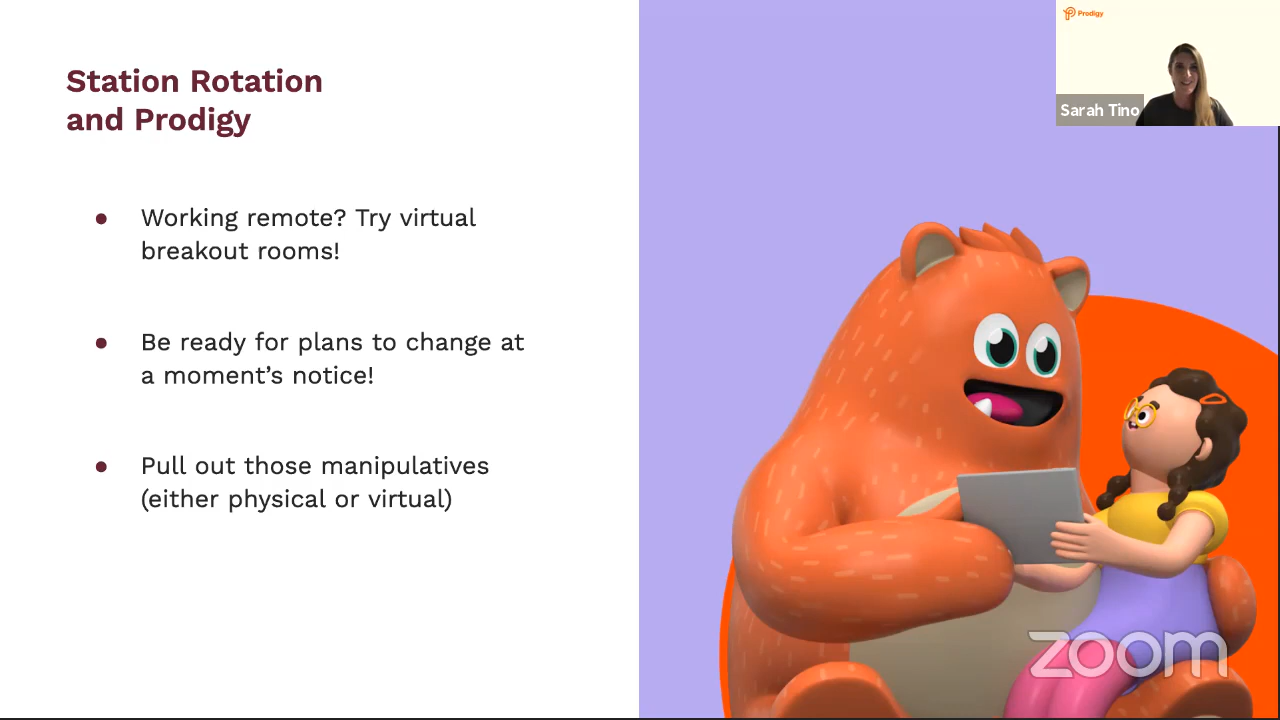 Station Rotation
and Prodigy
● Working remote? Try virtual
breakout rooms!
● Be ready for plans to change at
a moment’s notice!
● Pull out those manipulatives
(either physical or virtual)
Prodigy
Sarah Tino
zoom